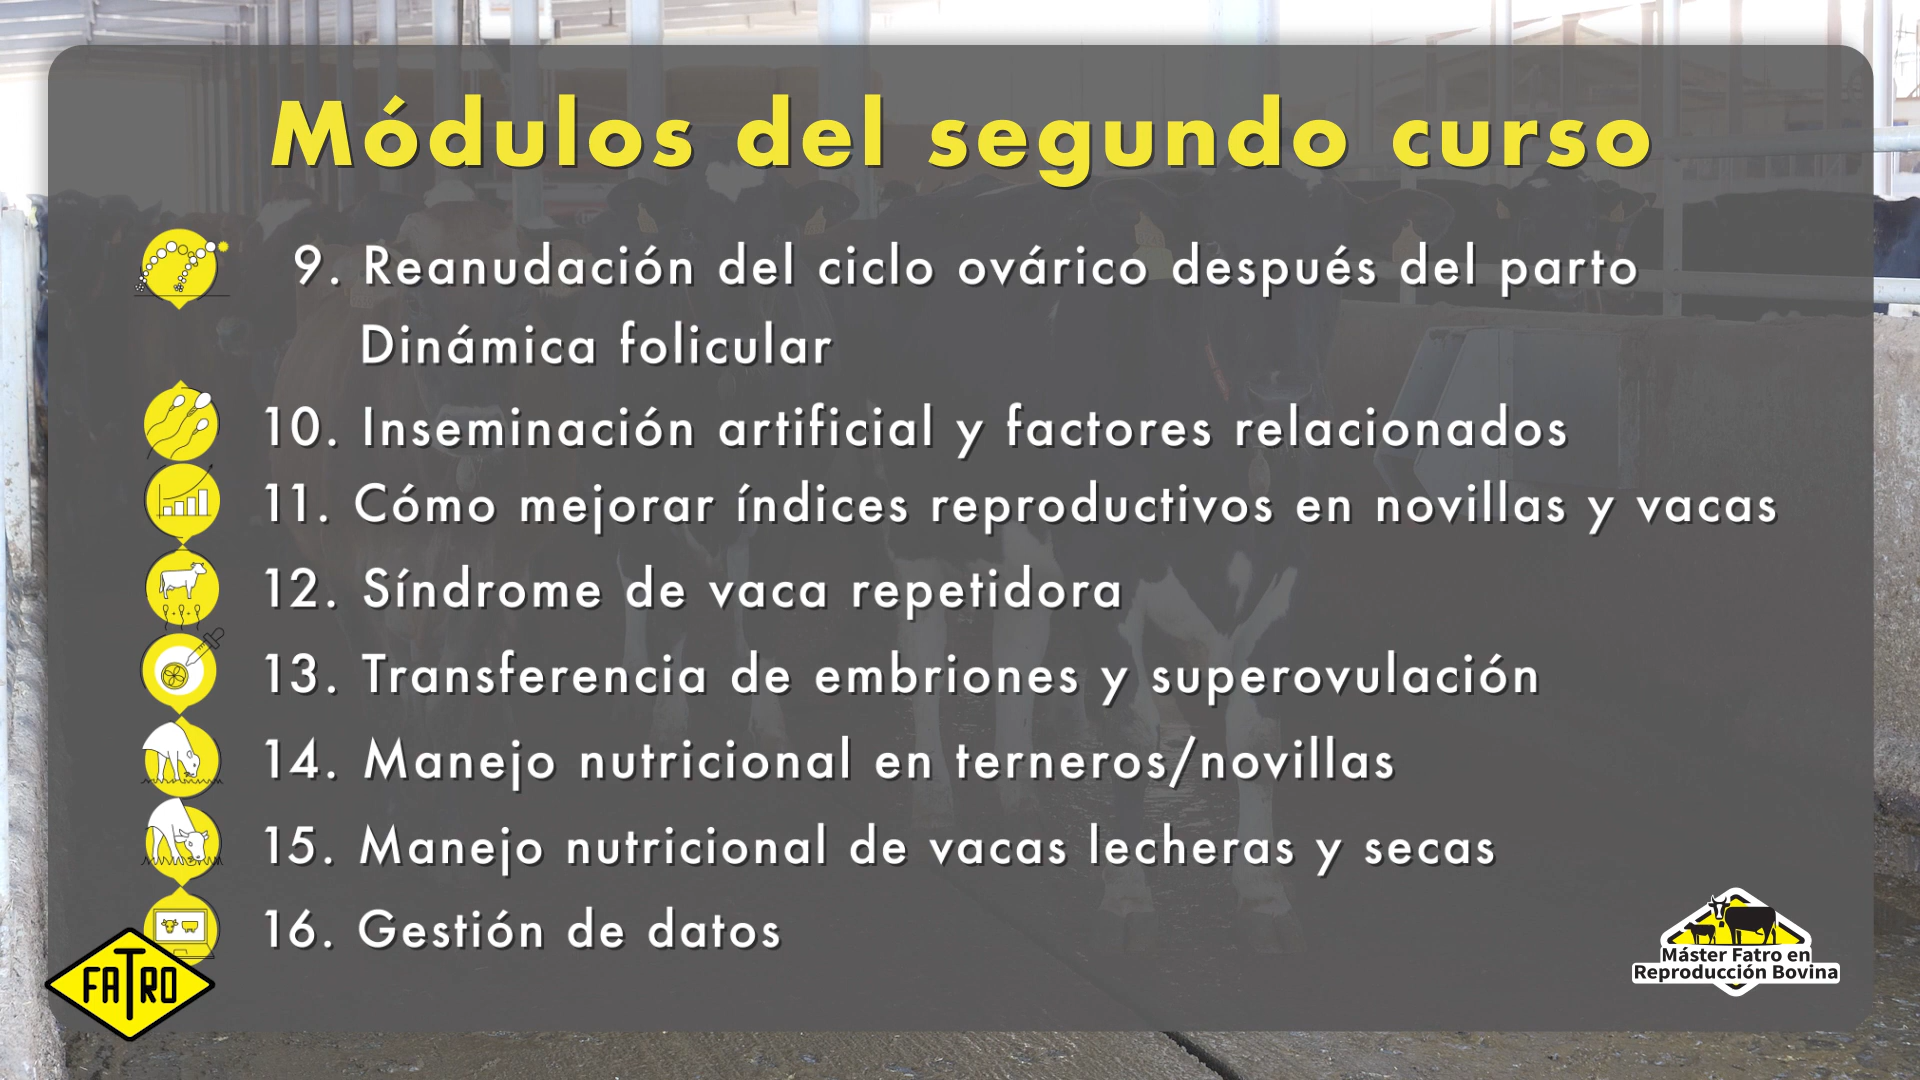 Módulos del segundo curso
9. Reanudación del ciclo ovárico después del parto
Dinámica folicular
10. Inseminación artificial y factores relacionados
11. Cómo mejorar índices reproductivos en novillas y vacas
12. Síndrome de vaca repetidora
13. Transferencia de embriones y superovulación
14. Manejo nutricional en terneros/novillas
15. Manejo nutricional de vacas lecheras y secas
16. Gestión de datos
FATRO
Máster Fatro en
Reproducción Bovina